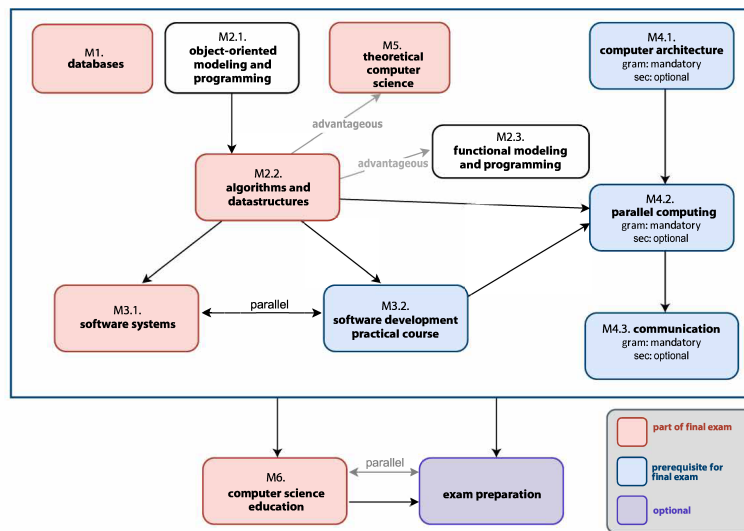 M1.
databases
M2.1.
object-oriented
modeling and
programming
M5.
theoretical
computer
science
M4.1.
computer architecture
gram: mandatory
sec: optional
advantageous
M2.3.
functional modeling
and programming
advantageous
M2.2.
algorithms and
datastructures
M4.2.
parallel computing
gram: mandatory
sec: optional
M3.1.
software systems
parallel
M3.2.
software development
practical course
M4.3. communication
gram: mandatory
sec: optional
M6.
computer science
education
parallel
exam preparation
part of final exam
prerequisite for
final exam
optional